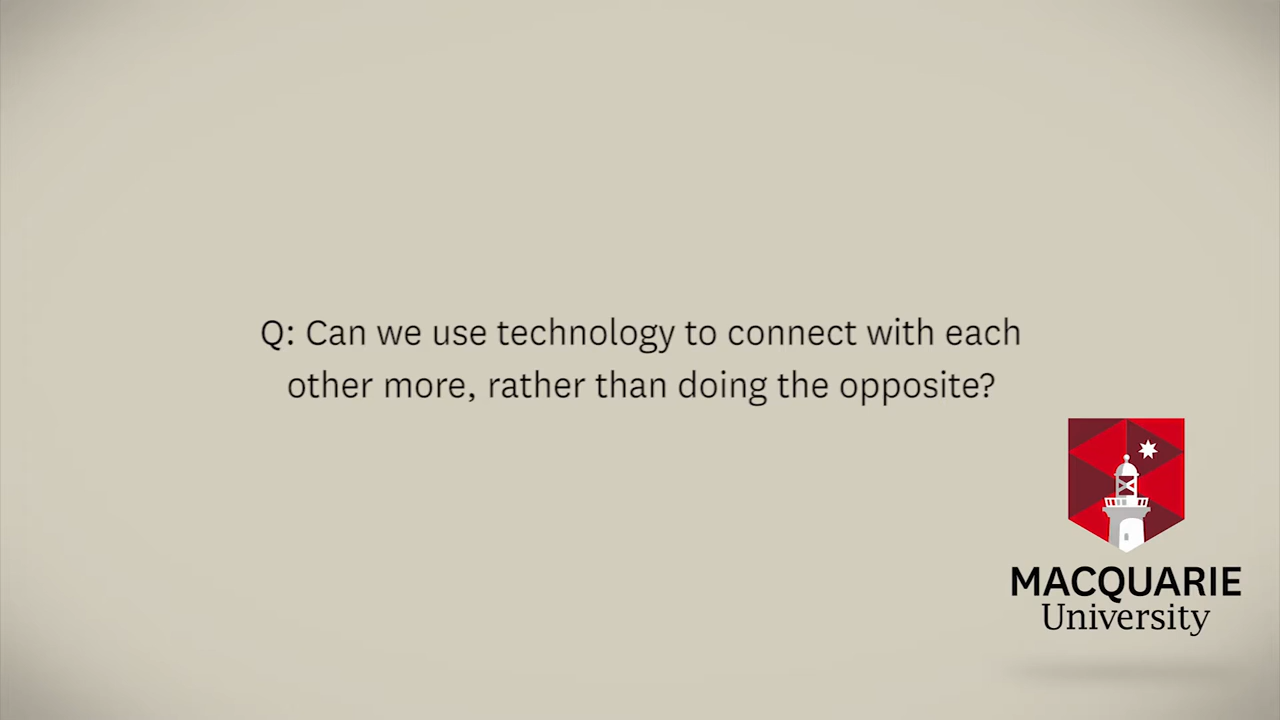 Q: Can we use technology to connect with each
other more, rather than doing the opposite?
MACQUARIE
University